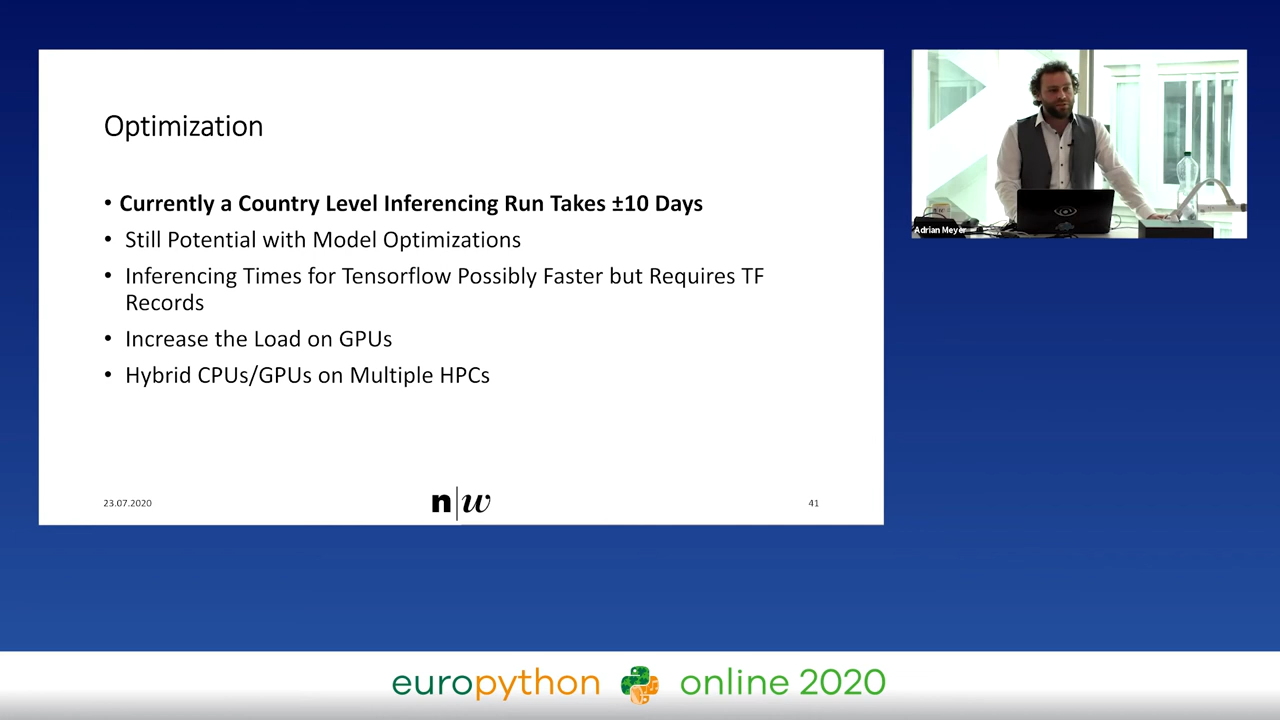 Optimization
• Currently a Country Level Inferencing Run Takes ±10 Days
• Still Potential with Model Optimizations
• Inferencing Times for Tensorflow Possibly Faster but Requires TF
Records
• Increase the Load on GPUs
• Hybrid CPUs/GPUs on Multiple HPCs
23.07.2020
n|w
41
Adrian Meyer
europython online 2020